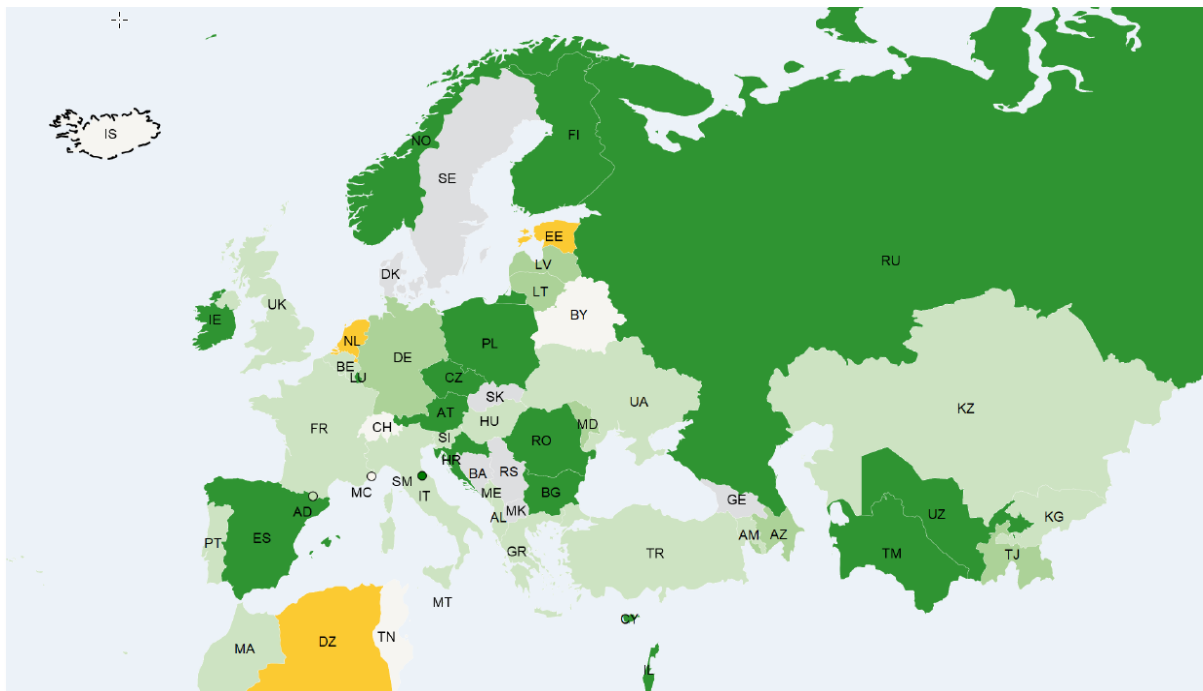 IS
NO
FI
SE
EE
RU
LV
DK
LT
UK
BY
IE
NL
PL
DE
BE
LU
CZ
SK
UA
KZ
AT
HU
MD
FR
CH
SI
RO
HR
BA
RS
SM
MC
IT
ME
BG
GE
AD
MK
AL
KG
UZ
ES
PT
AM
AZ
GR
TR
TM
TJ
MT
CY
MA
DZ
TN
IL